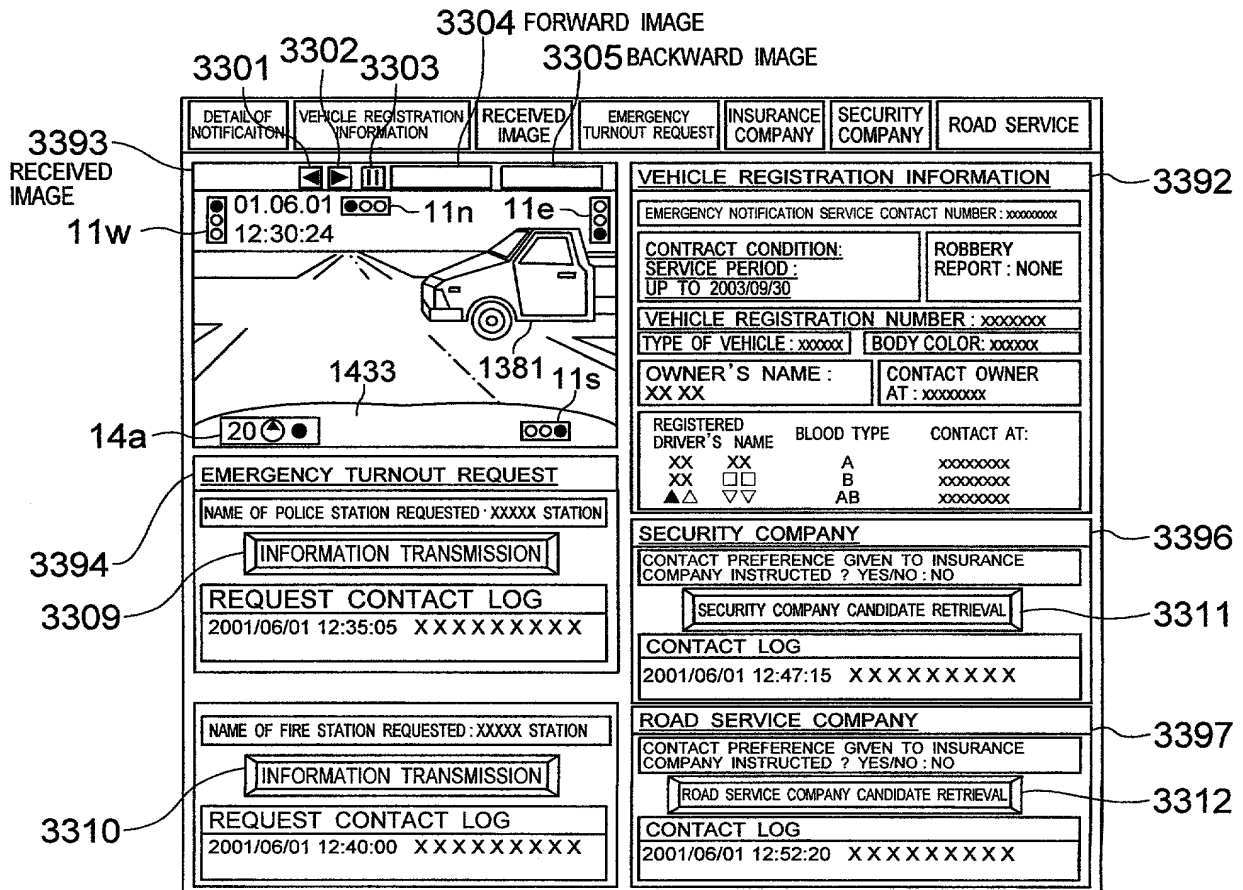 3304 FORWARD IMAGE
3305 BACKWARD IMAGE
3301 3302 3303
DETAIL OF NOTIFICAITON
VEHICLE REGISTRATION INFORMATION
RECEIVED IMAGE
EMERGENCY TURNOUT REQUEST
INSURANCE COMPANY
SECURITY COMPANY
ROAD SERVICE
3393
RECEIVED
IMAGE
01.06.01
12:30:24
11w
11n
11e
1381
1433
11s
14a
20
EMERGENCY TURNOUT REQUEST
NAME OF POLICE STATION REQUESTED : XXXXX STATION
INFORMATION TRANSMISSION
3394
3309
REQUEST CONTACT LOG
2001/06/01 12:35:05 XXXXXXXXX
NAME OF FIRE STATION REQUESTED : XXXXX STATION
INFORMATION TRANSMISSION
3310
REQUEST CONTACT LOG
2001/06/01 12:40:00 XXXXXXXXX
VEHICLE REGISTRATION INFORMATION
3392
EMERGENCY NOTIFICATION SERVICE CONTACT NUMBER : xxxxxxxxx
CONTRACT CONDITION:
SERVICE PERIOD :
UP TO 2003/09/30
ROBBERY
REPORT : NONE
VEHICLE REGISTRATION NUMBER : xxxxxxx
TYPE OF VEHICLE : xxxxxx
BODY COLOR: xxxxxx
OWNER'S NAME :
XX XX
CONTACT OWNER
AT : xxxxxxxx
REGISTERED
DRIVER'S NAME BLOOD TYPE CONTACT AT:
XX XX A xxxxxxxx
XX □□ B xxxxxxxx
▲△ ▽▽ AB xxxxxxxx
SECURITY COMPANY
3396
CONTACT PREFERENCE GIVEN TO INSURANCE
COMPANY INSTRUCTED ? YES/NO : NO
SECURITY COMPANY CANDIDATE RETRIEVAL
3311
CONTACT LOG
2001/06/01 12:47:15 XXXXXXXXX
ROAD SERVICE COMPANY
3397
CONTACT PREFERENCE GIVEN TO INSURANCE
COMPANY INSTRUCTED ? YES/NO : NO
ROAD SERVICE COMPANY CANDIDATE RETRIEVAL
3312
CONTACT LOG
2001/06/01 12:52:20 XXXXXXXXX